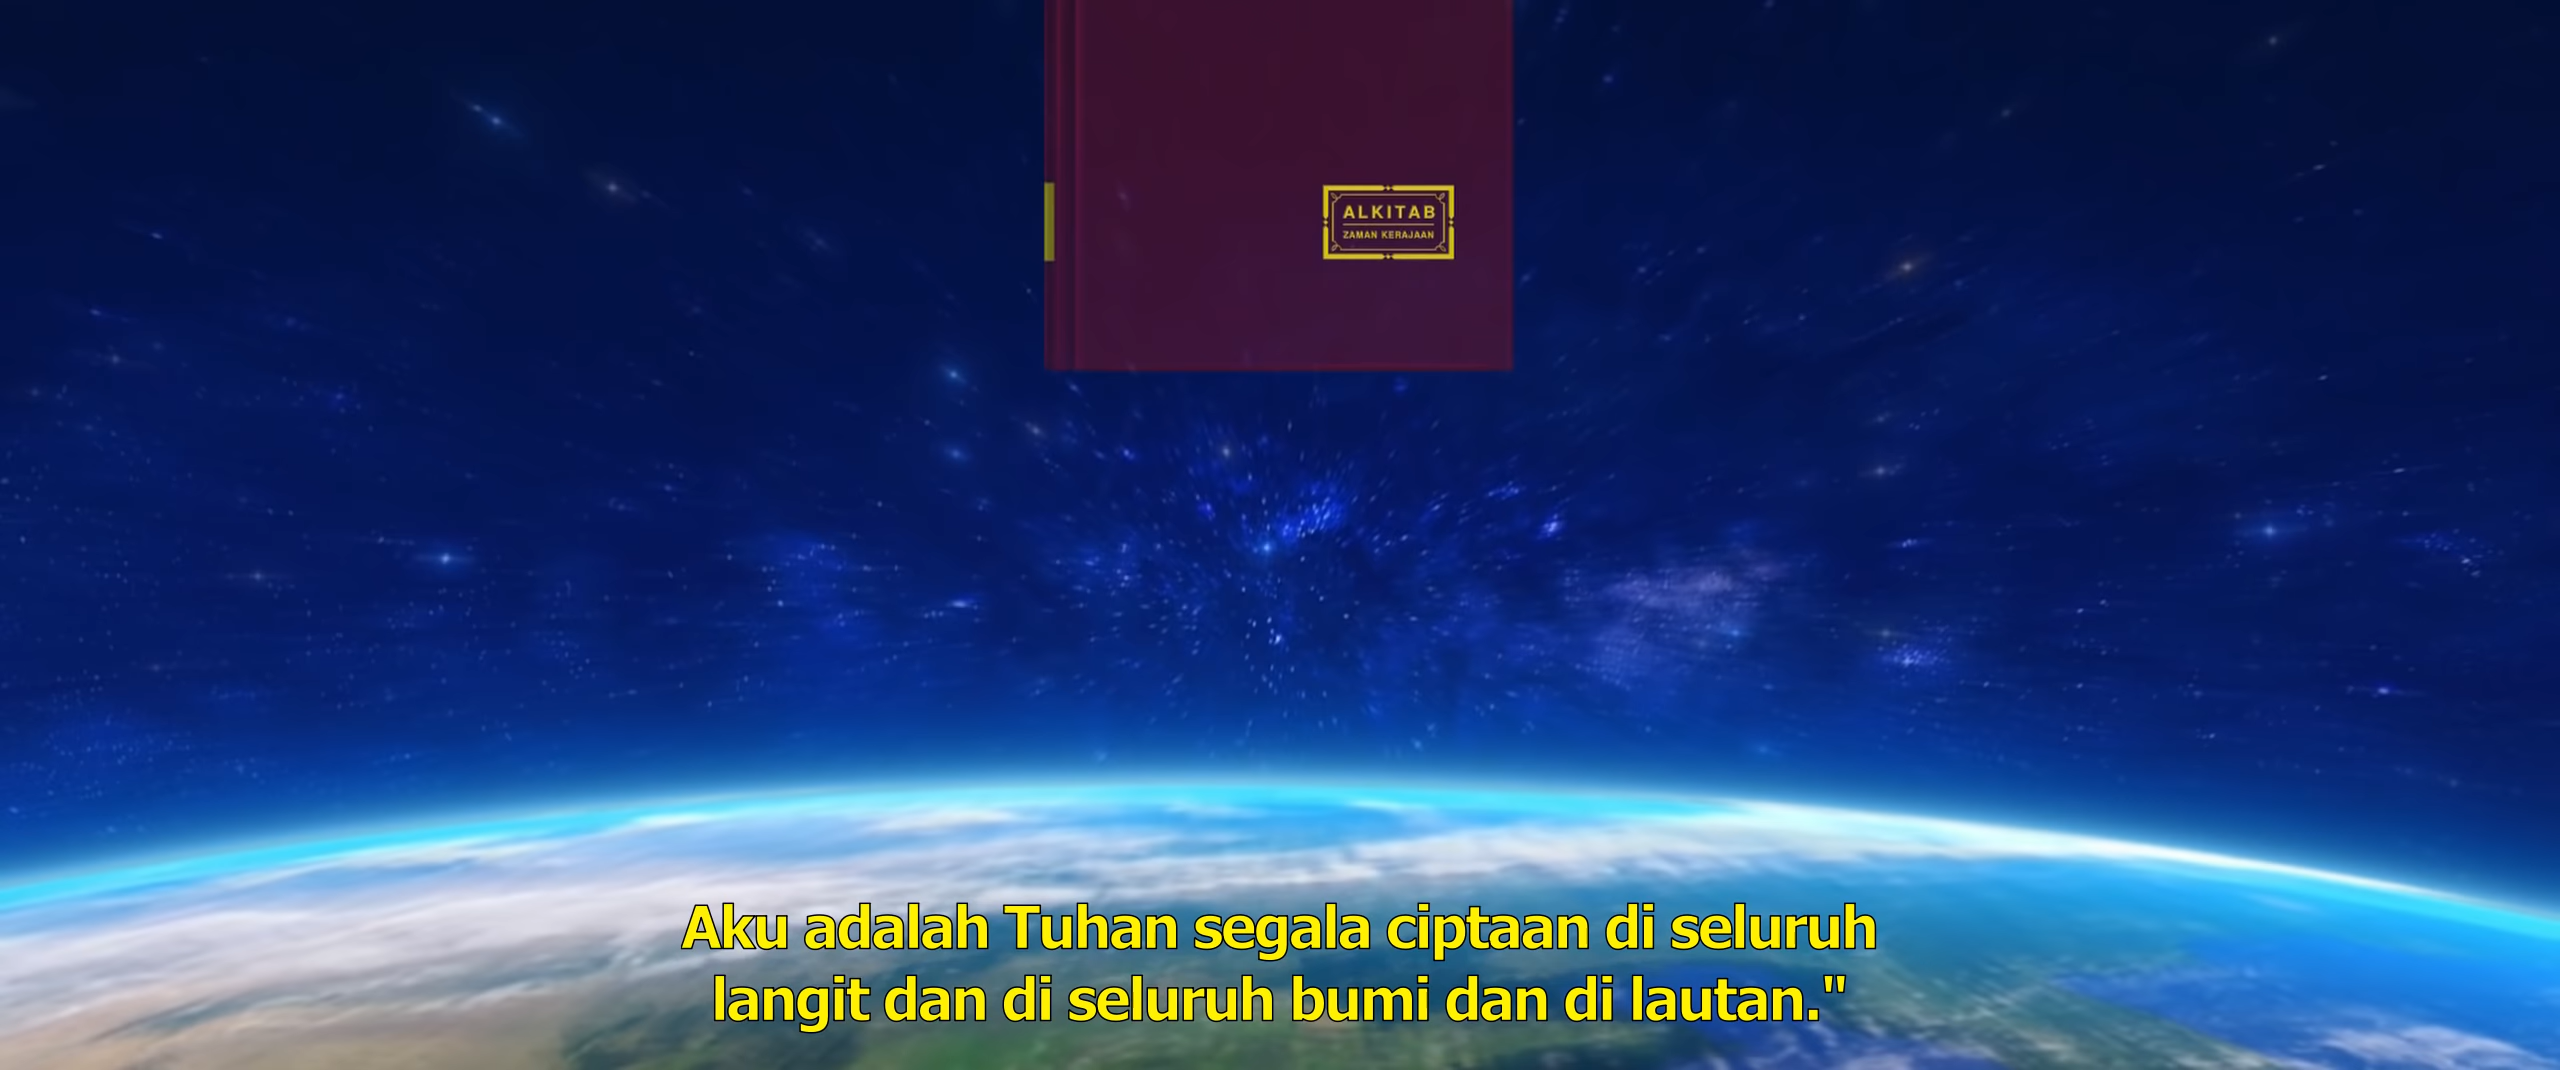 ALKITAB
ZAMAN KERAJAAN
Aku adalah Tuhan segala ciptaan di seluruh
langit dan di seluruh bumi dan di lautan."